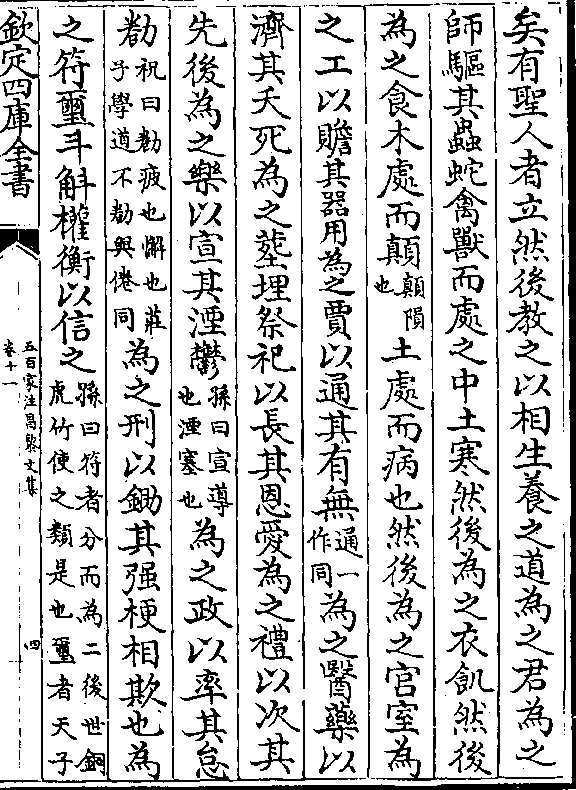 矣有聖人者立然後教之以相生養之道為之君為之
師驅其蟲蛇禽獸而處之中土寒然後為之衣飢然後
為之食木處而顛顛隕也土處而病也然後為之宫室為
之工以贍其器用為之賈以通其有無通一作同為之醫藥以
濟其夭死為之塟埋祭祀以長其恩愛為之禮以次其
先後為之樂以宣其湮鬱孫曰宣導也湮塞也為之政以率其怠
勌祝曰勌疲也懈也莊子學道不勌與倦同為之刑以鋤其强梗相欺也為
之符璽斗斛權衡以信之孫曰符者分而為二後世銅虎竹使之類是也璽者天子
欽定四庫全書
五百家注昌黎文集
卷十一
四